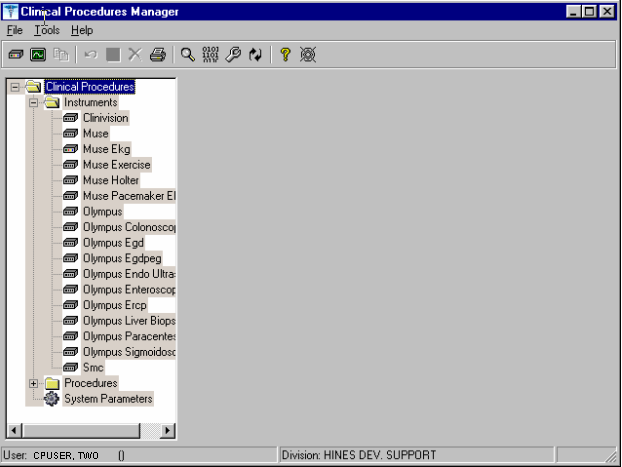 Clinical Procedures Manager
File Tools Help
Clinical Procedures
Instruments
Clinivision
Muse
Muse Ekg
Muse Exercise
Muse Holter
Muse Pacemaker El
Olympus
Olympus Colonoscop
Olympus Egd
Olympus Egdpeg
Olympus Endo Ultra
Olympus Enteroscop
Olympus Ercp
Olympus Liver Biops
Olympus Paracentes
Olympus Sigmoidosc
Smc
Procedures
System Parameters
User: CPUSER, TWO () Division: HINES DEV. SUPPORT